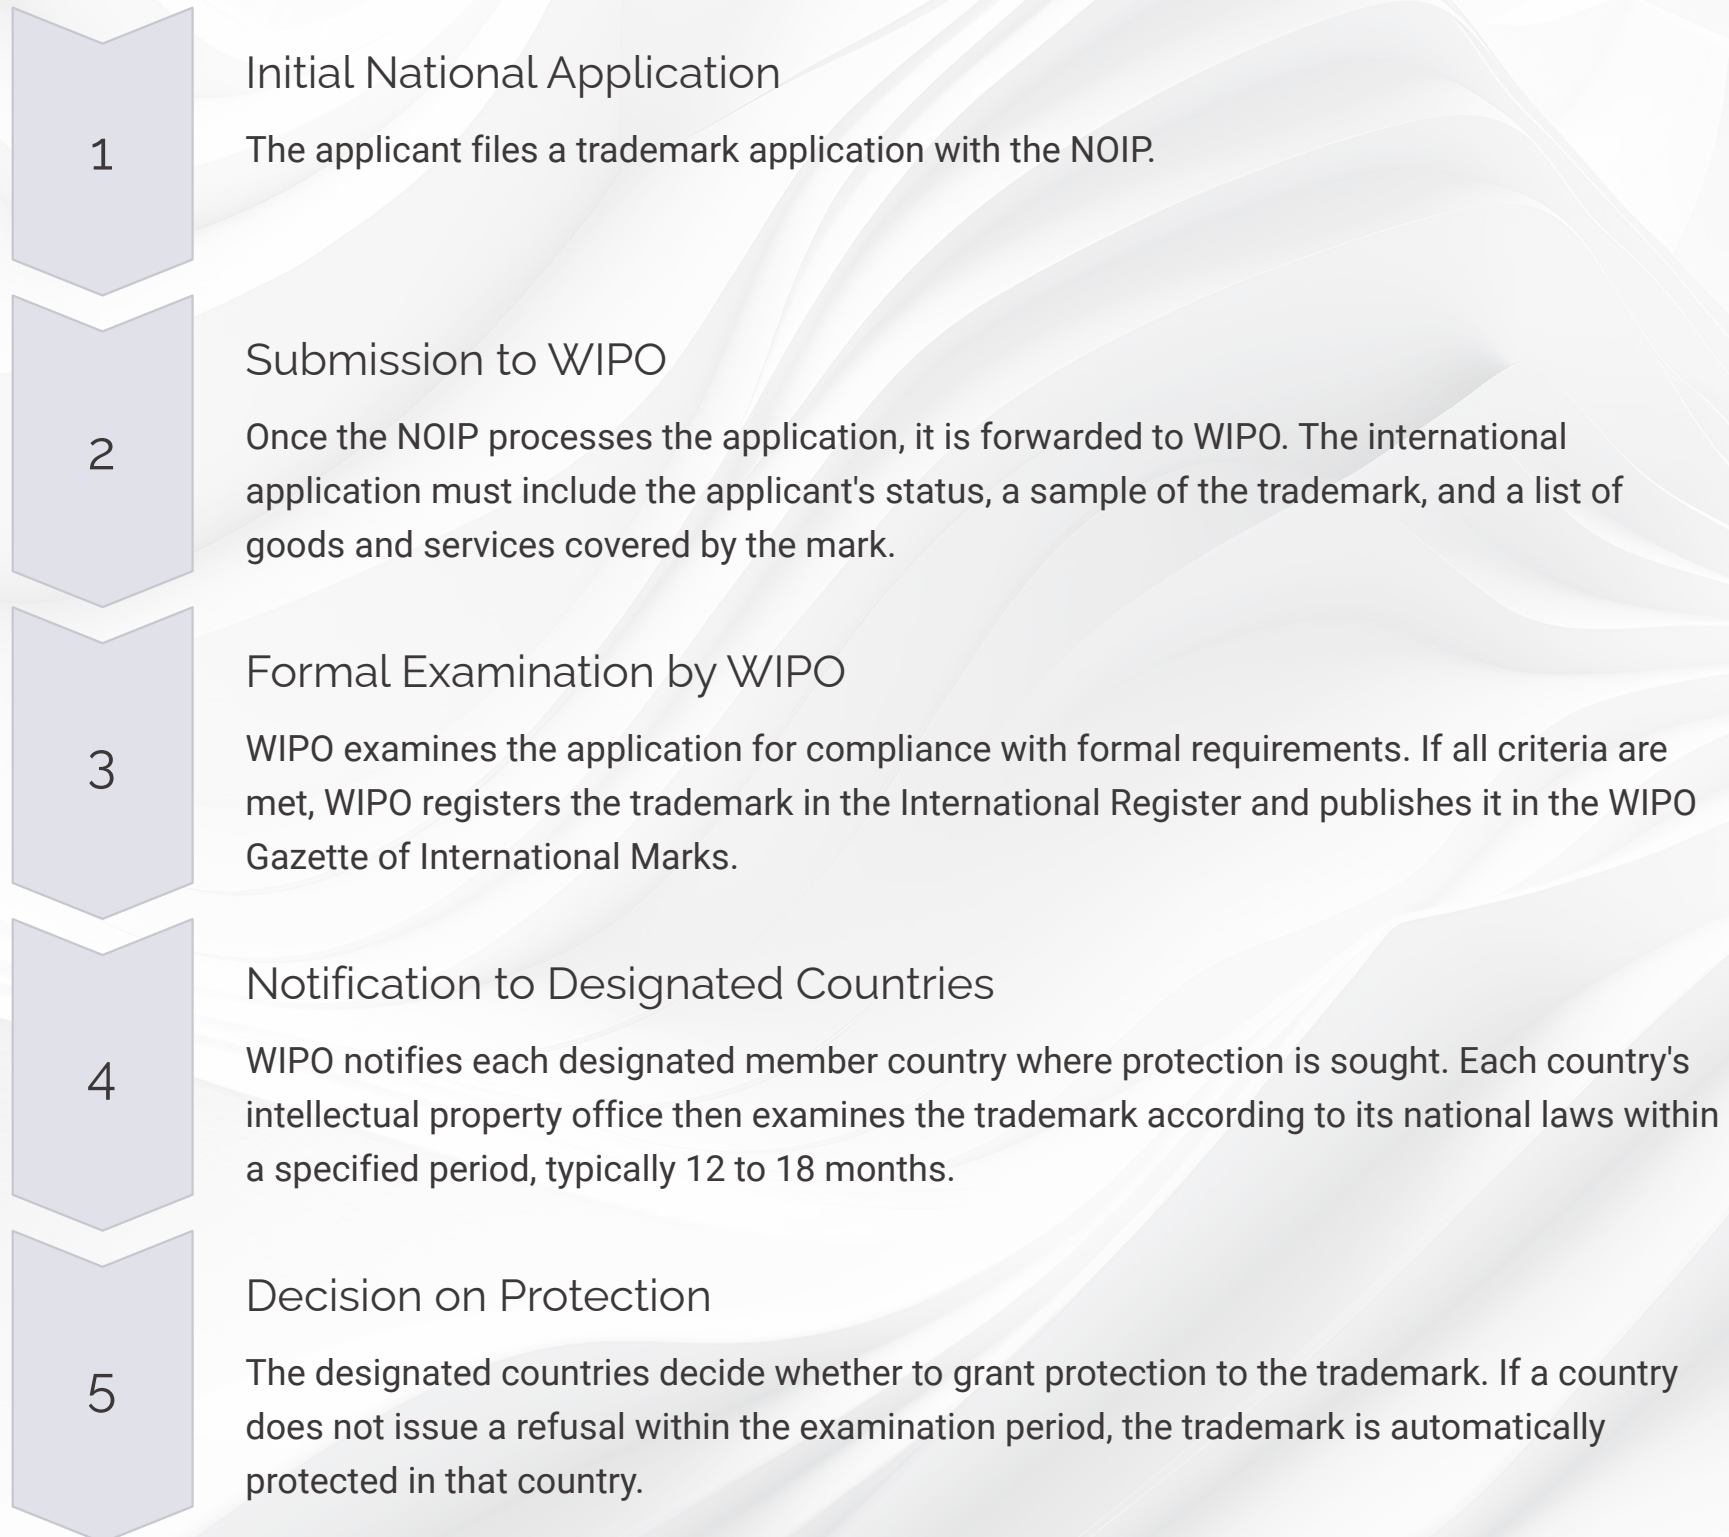 1
Initial National Application
The applicant files a trademark application with the NOIP.
2
Submission to WIPO
Once the NOIP processes the application, it is forwarded to WIPO. The international
application must include the applicant's status, a sample of the trademark, and a list of
goods and services covered by the mark.
3
Formal Examination by WIPO
WIPO examines the application for compliance with formal requirements. If all criteria are
met, WIPO registers the trademark in the International Register and publishes it in the WIPO
Gazette of International Marks.
4
Notification to Designated Countries
WIPO notifies each designated member country where protection is sought. Each country's
intellectual property office then examines the trademark according to its national laws within
a specified period, typically 12 to 18 months.
5
Decision on Protection
The designated countries decide whether to grant protection to the trademark. If a country
does not issue a refusal within the examination period, the trademark is automatically
protected in that country.